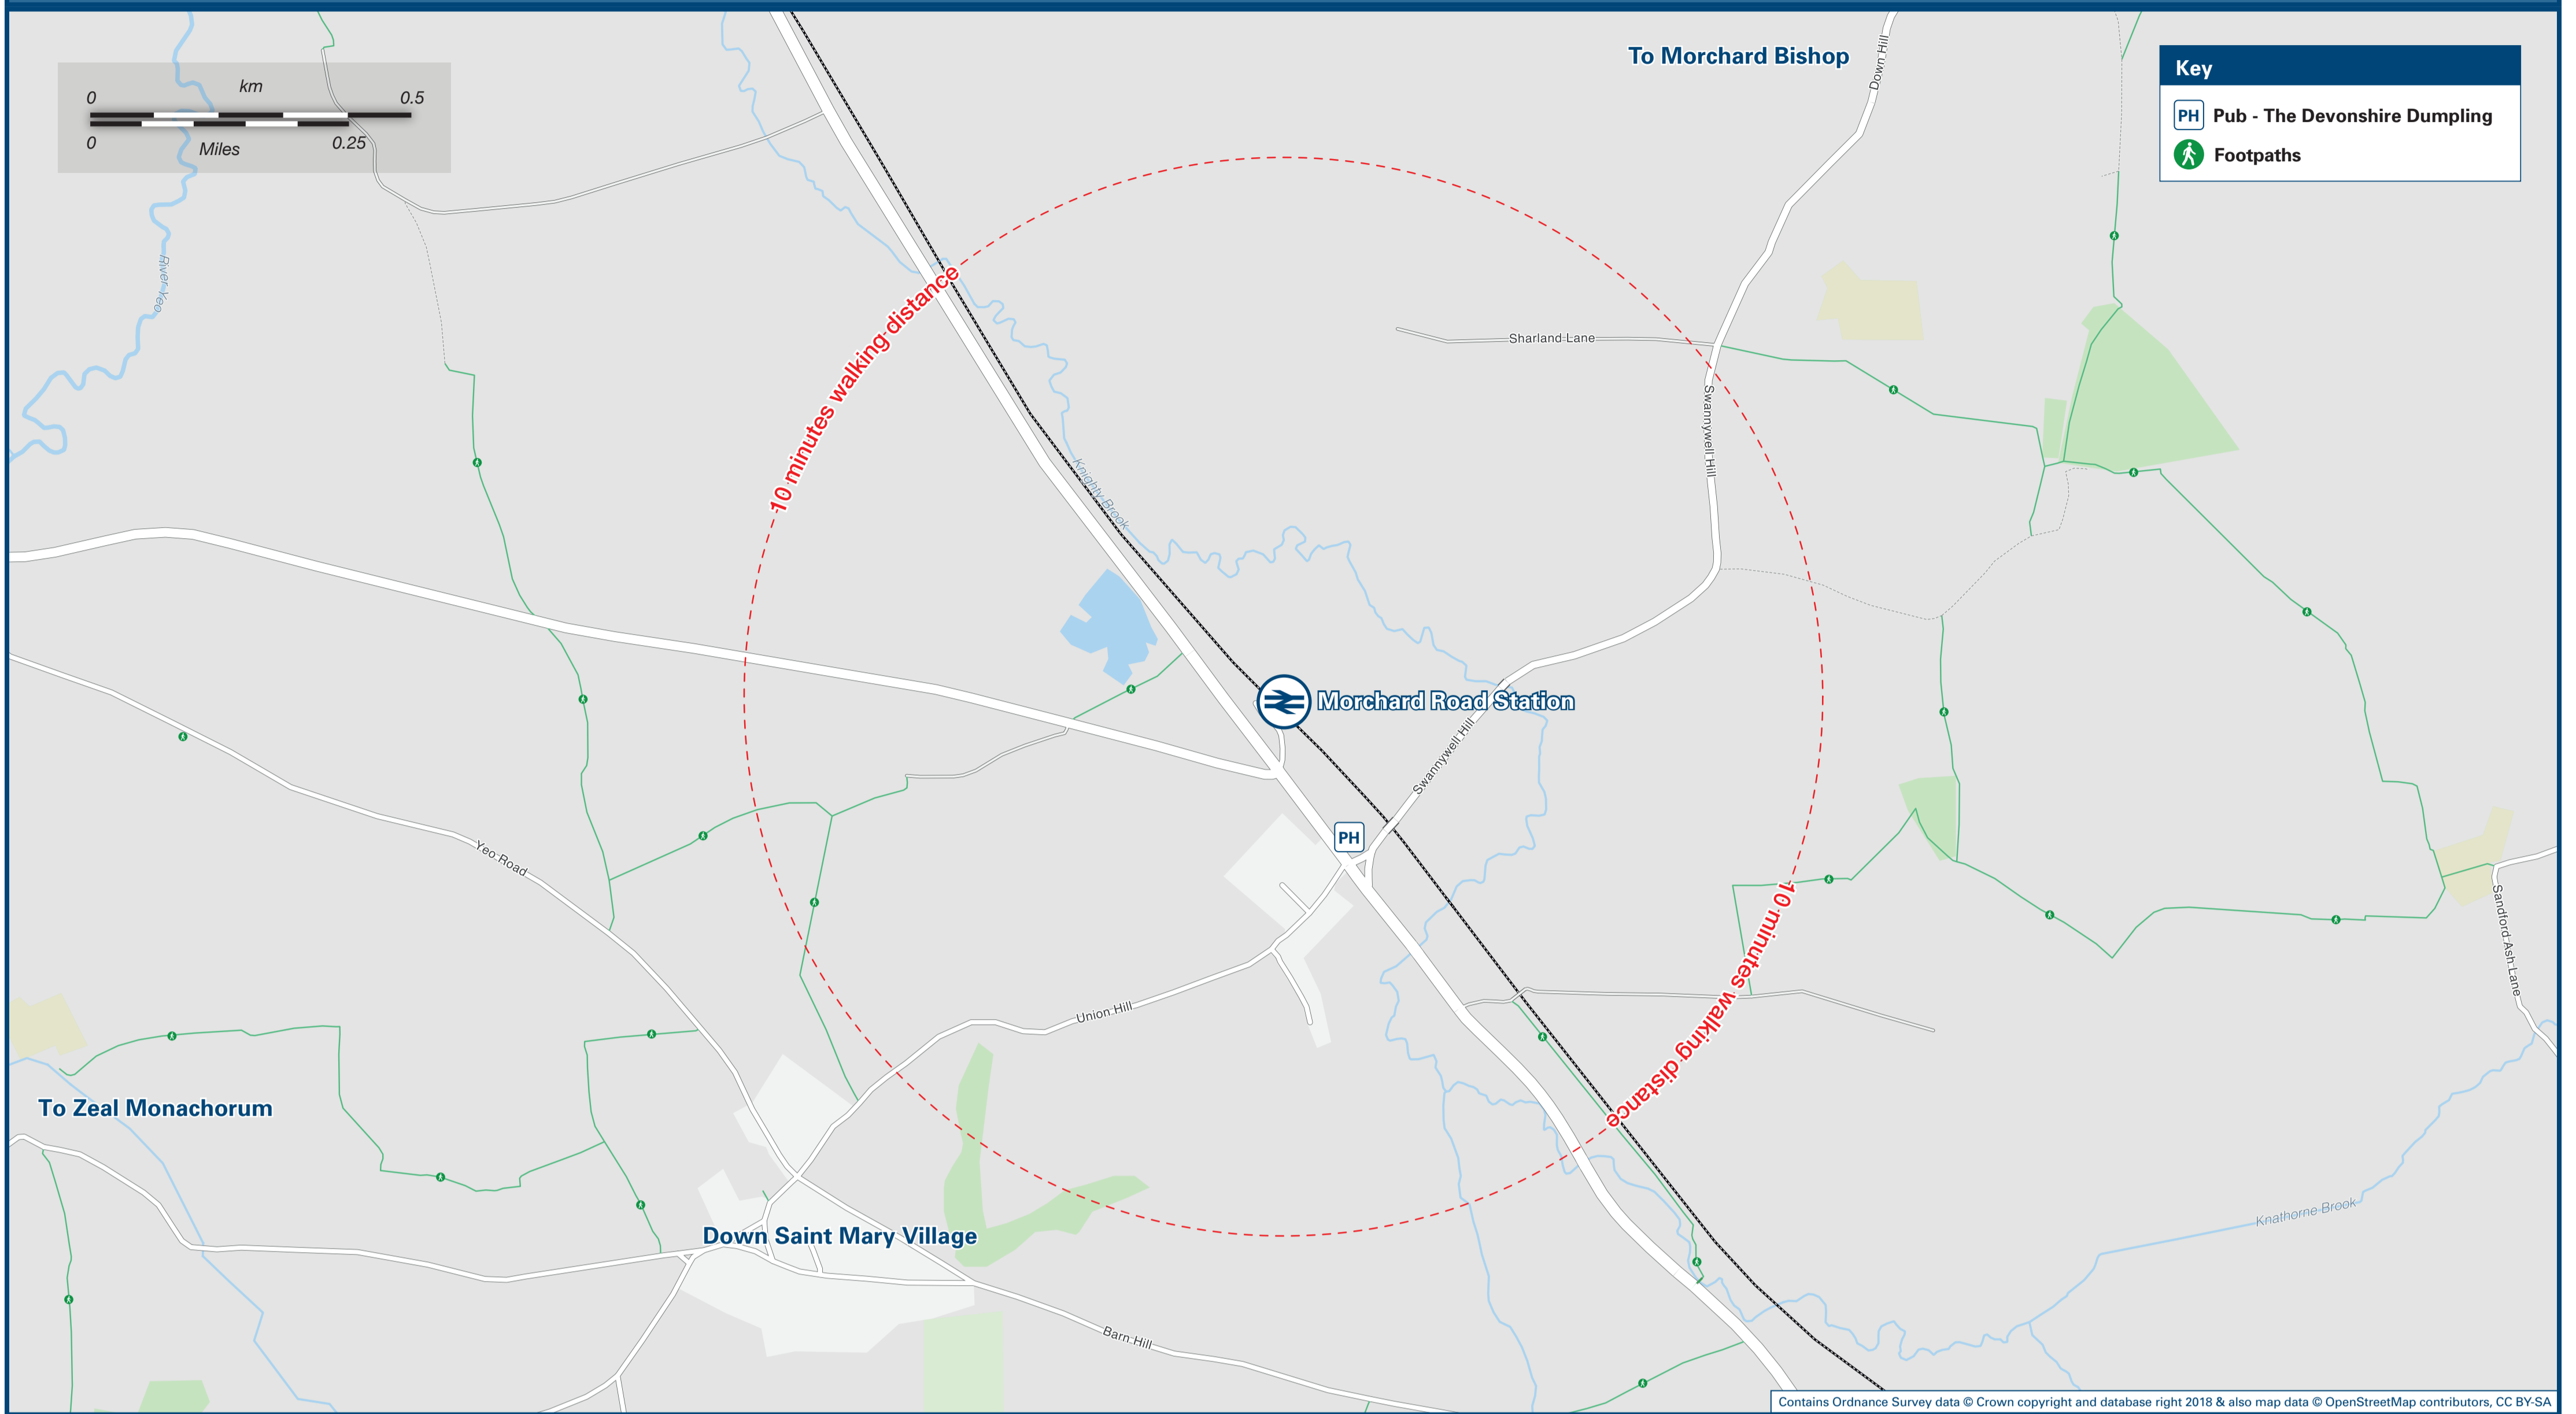 To Morchard Bishop
Down Hill
Key
PH Pub - The Devonshire Dumpling
Footpaths
km
0 0.5
0 0.25
Miles
River Yeo
10 minutes walking distance
Sharland Lane
Swannywell Hill
Knighty Brook
Morchard Road Station
Swannywell Hill
PH
Yeo Road
10 minutes walking distance
Sandford Ash Lane
Union Hill
To Zeal Monachorum
Down Saint Mary Village
Knathorne Brook
Barn Hill
Contains Ordnance Survey data © Crown copyright and database right 2018 & also map data © OpenStreetMap contributors, CC BY-SA